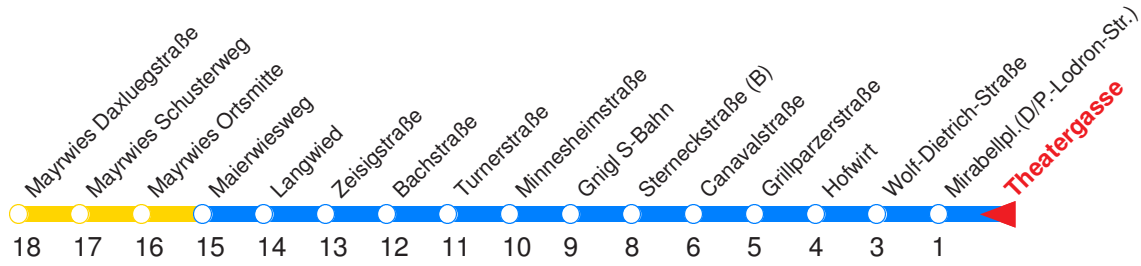 Mayrwies Daxluegstraße
Mayrwies Schusterweg
Mayrwies Ortsmitte
Maierwiesweg
Langwied
Zeisigstraße
Bachstraße
Turnerstraße
Minnesheimstraße
Gnigl S-Bahn
Sterneckstraße (B)
Canavalstraße
Grillparzerstraße
Hofwirt
Wolf-Dietrich-Straße
Mirabellpl.(D/P.-Lodron-Str.)
Theatergasse
18 17 16 15 14 13 12 11 10 9 8 6 5 4 3 1